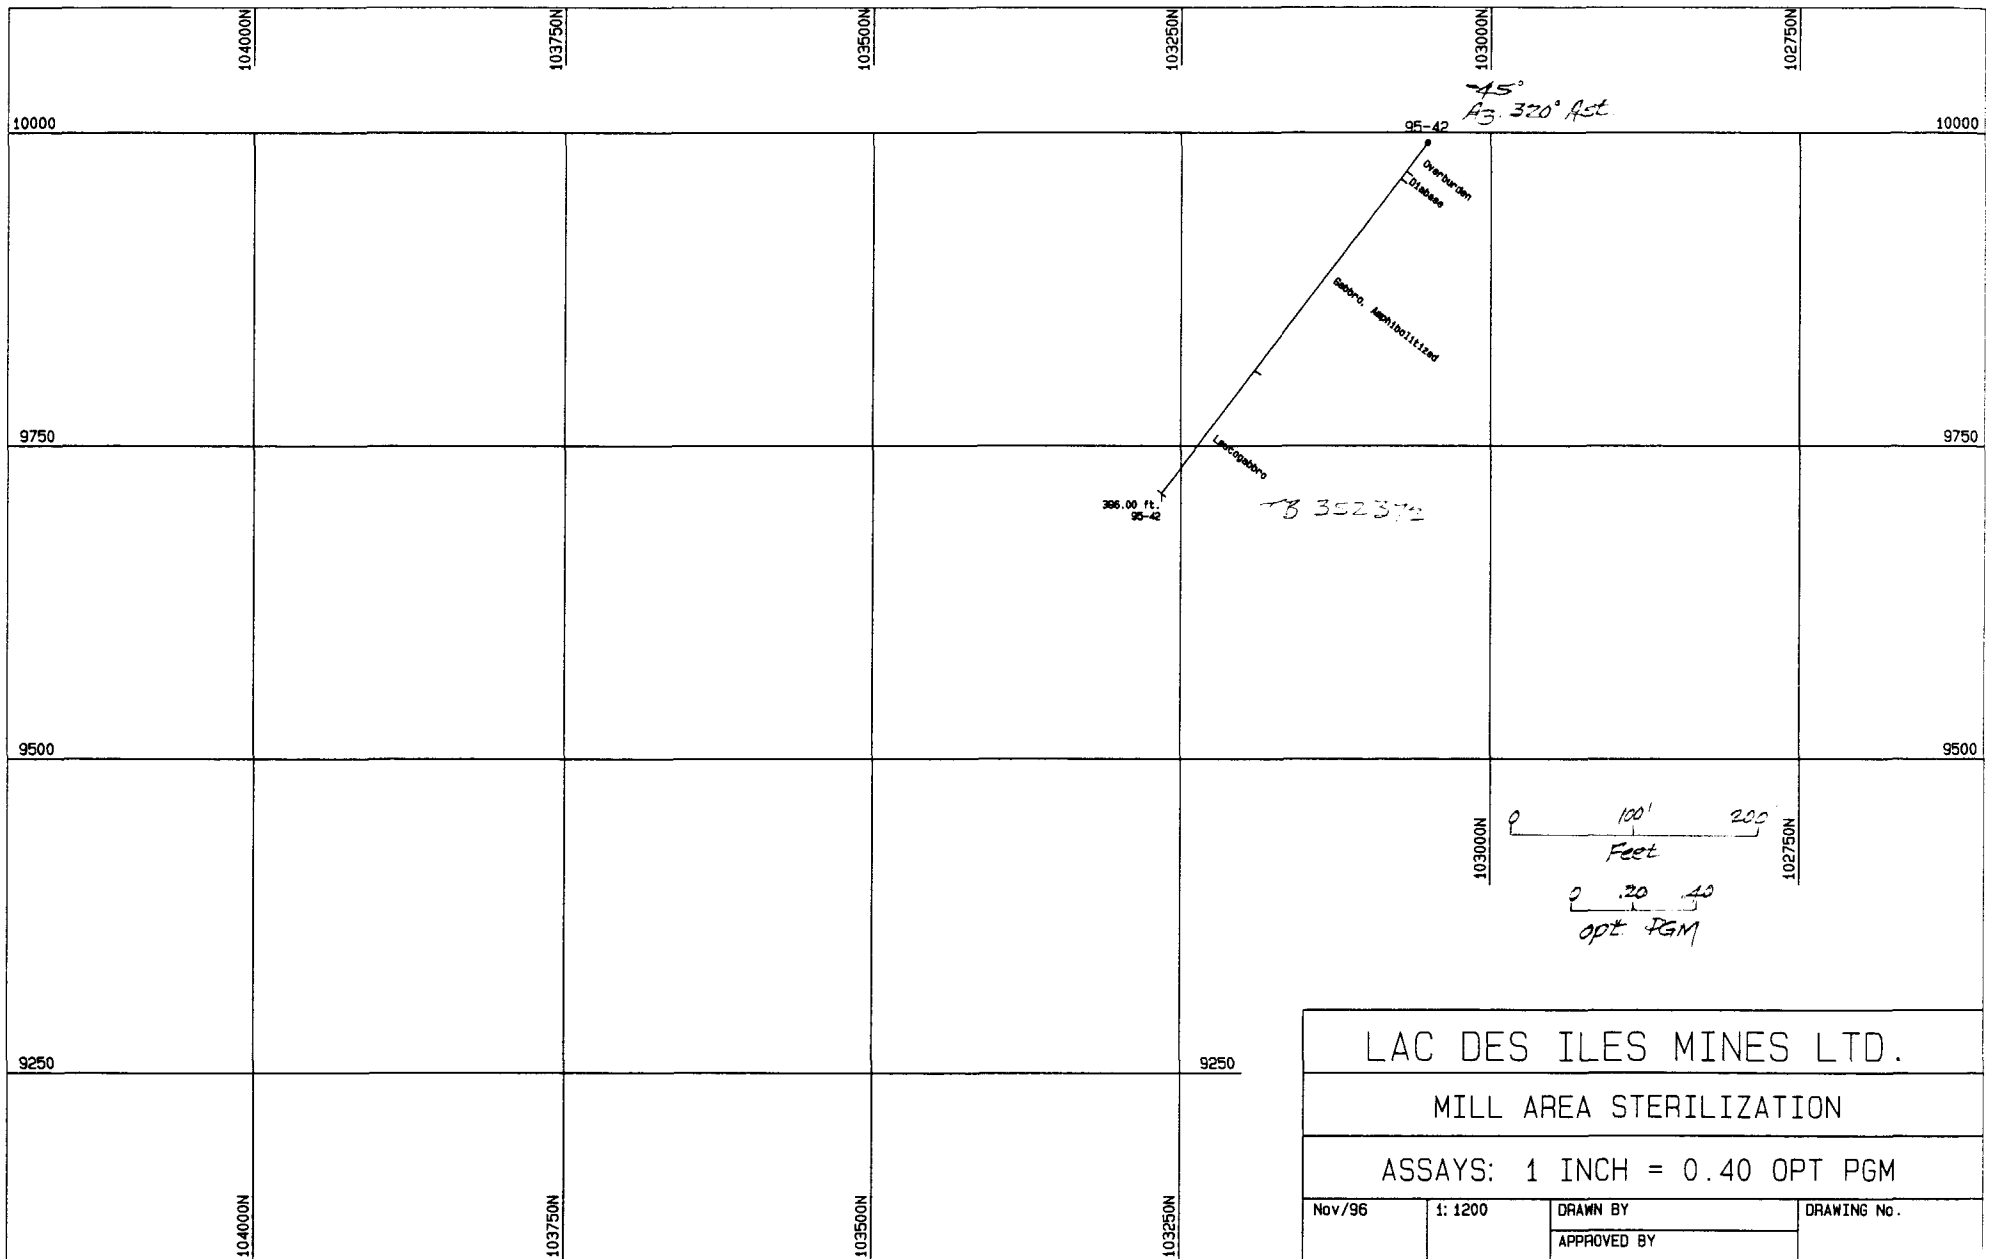 104000N
103750N
103500N
103250N
103000N
102750N
-45°
Az. 320° Ast.
10000
95-42
10000
Overburden
Diabase
Gabbro, Amphibolitized
9750
9750
Leucogabbro
396.00 ft.
95-42
TB 352372
9500
9500
103000N
0 100' 200'
Feet
102750N
0 .20 .40
opt PGM
9250
9250
LAC DES ILES MINES LTD.
MILL AREA STERILIZATION
ASSAYS: 1 INCH = 0.40 OPT PGM
Nov/96
1:1200
DRAWN BY
DRAWING No.
APPROVED BY
104000N
103750N
103500N
103250N